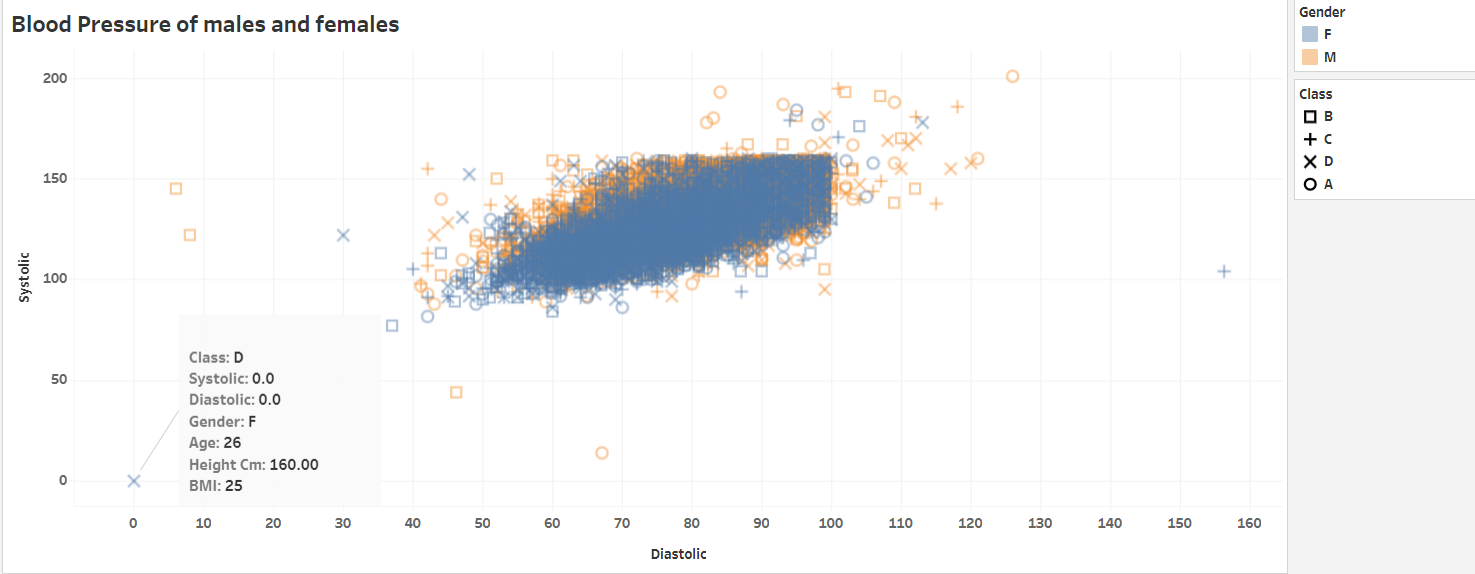 Blood Pressure of males and females
Systolic
200
150
100
50
0
Class: D
Systolic: 0.0
Diastolic: 0.0
Gender: F
Age: 26
Height Cm: 160.00
BMI: 25
0 10 20 30 40 50 60 70 80 90 100 110 120 130 140 150 160
Diastolic
Gender
F
M
Class
B
C
D
A